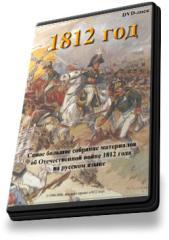 DVD-диск
1812 год
Самое большое собрание материалов
об Отечественной войне 1812 года
на русском языке